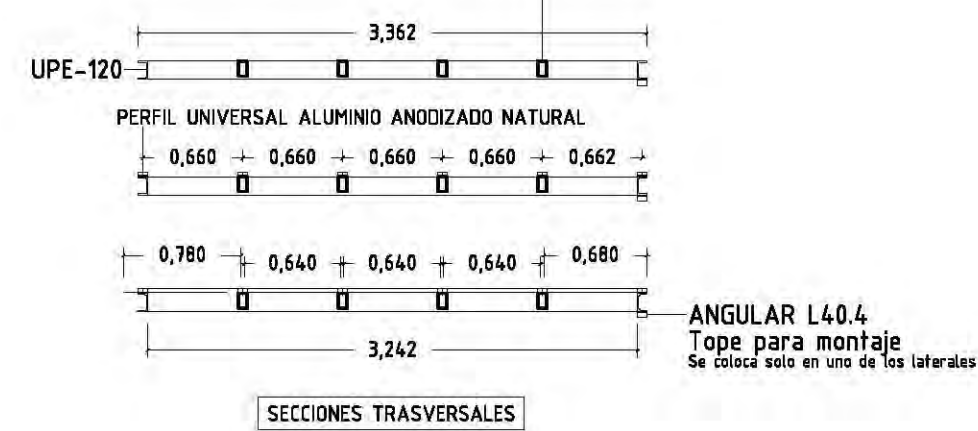 3,362
UPE-120
PERFIL UNIVERSAL ALUMINIO ANODIZADO NATURAL
0,660 0,660 0,660 0,660 0,662
0,780 0,640 0,640 0,640 0,680
ANGULAR L40.4
Tope para montaje
Se coloca solo en uno de los laterales
3,242
SECCIONES TRASVERSALES